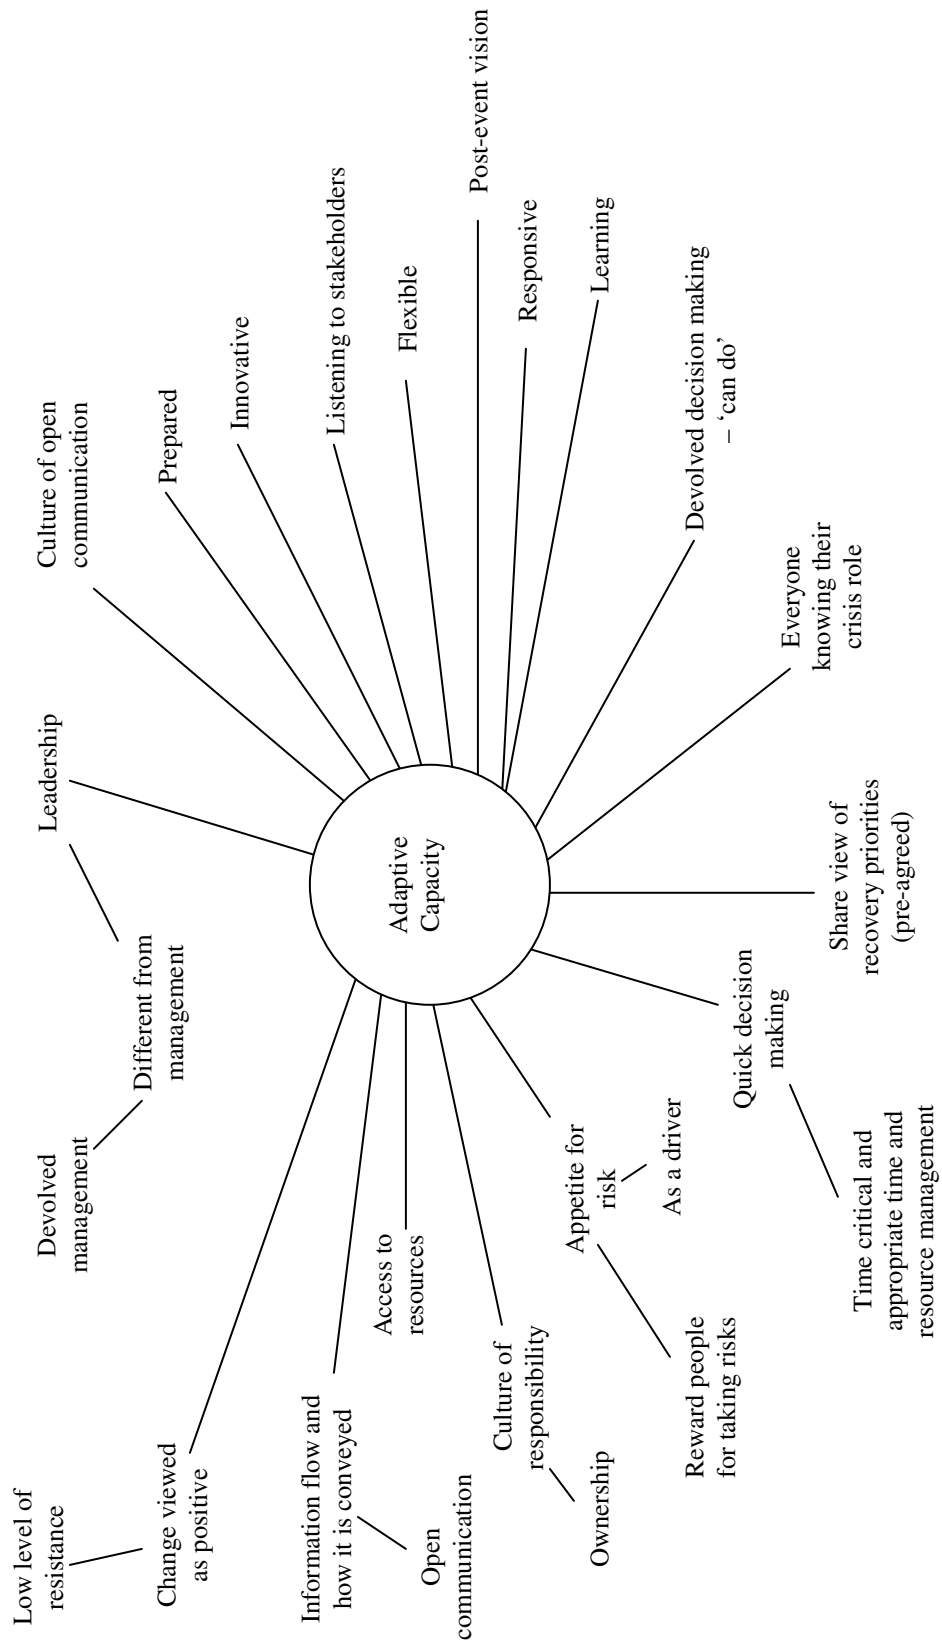 Adaptive
Capacity
Leadership
Different from
management
Devolved
management
Culture of open
communication
Prepared
Innovative
Listening to stakeholders
Flexible
Post-event vision
Responsive
Learning
Devolved decision making
– ‘can do’
Everyone
knowing their
crisis role
Share view of
recovery priorities
(pre-agreed)
Quick decision
making
Time critical and
appropriate time and
resource management
Appetite for
risk
As a driver
Reward people
for taking risks
Culture of
responsibility
Ownership
Access to
resources
Information flow and
how it is conveyed
Open
communication
Change viewed
as positive
Low level of
resistance